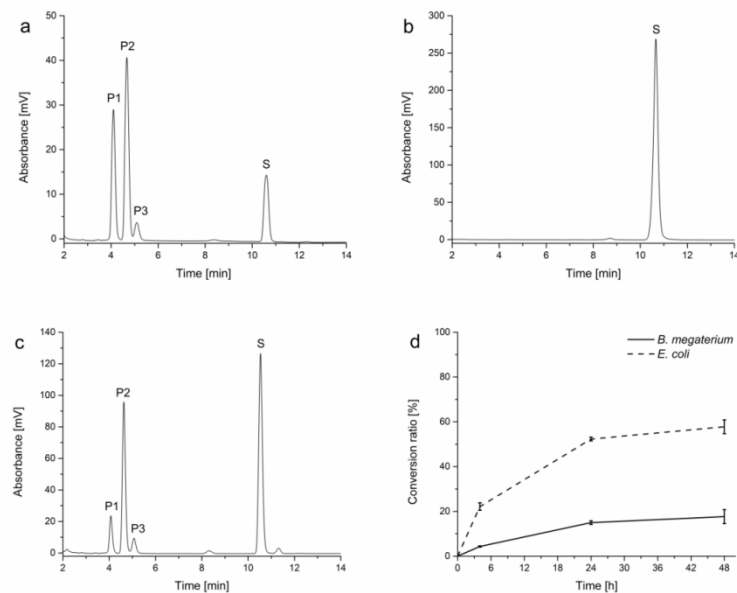 a
50
40
30
20
10
0
Absorbance [mV]
P1
P2
P3
S
2 4 6 8 10 12 14
Time [min]
b
300
250
200
150
100
50
0
Absorbance [mV]
S
2 4 6 8 10 12 14
Time [min]
c
140
120
100
80
60
40
20
0
Absorbance [mV]
P1
P2
P3
S
2 4 6 8 10 12 14
Time [min]
d
B. megaterium
E. coli
100
80
60
40
20
0
Conversion ratio [%]
0 6 12 18 24 30 36 42 48
Time [h]